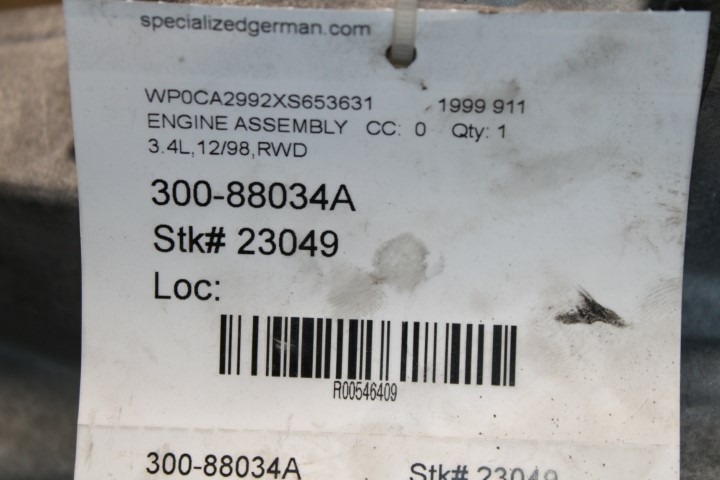 specializedgerman.com
WP0CA2992XS653631 1999 911
ENGINE ASSEMBLY CC: 0 Qty: 1
3.4L,12/98,RWD
300-88034A
Stk# 23049
Loc:
R00546409
300-88034A Stk# 23049